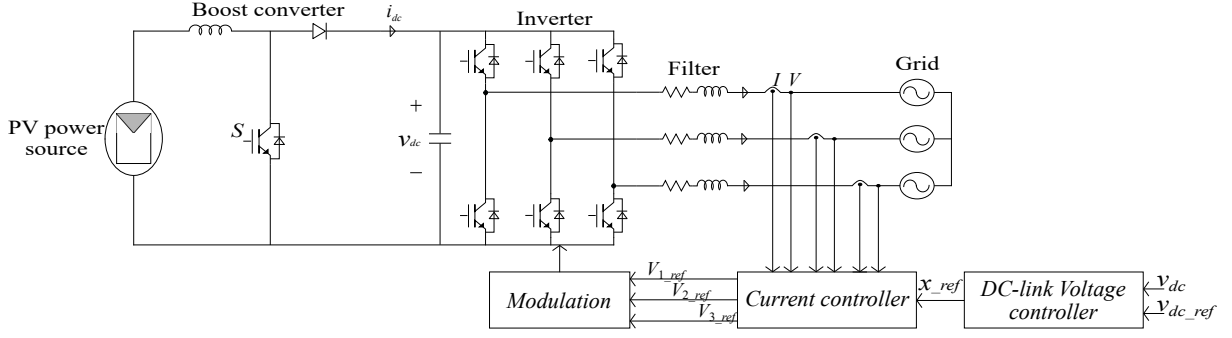 Boost converter
i_dc
Inverter
Filter
I V
Grid
PV power
source
S
+
v_dc
−
Modulation
V_1_ref
V_2_ref
V_3_ref
Current controller
x_ref
DC-link Voltage
controller
v_dc
v_dc_ref